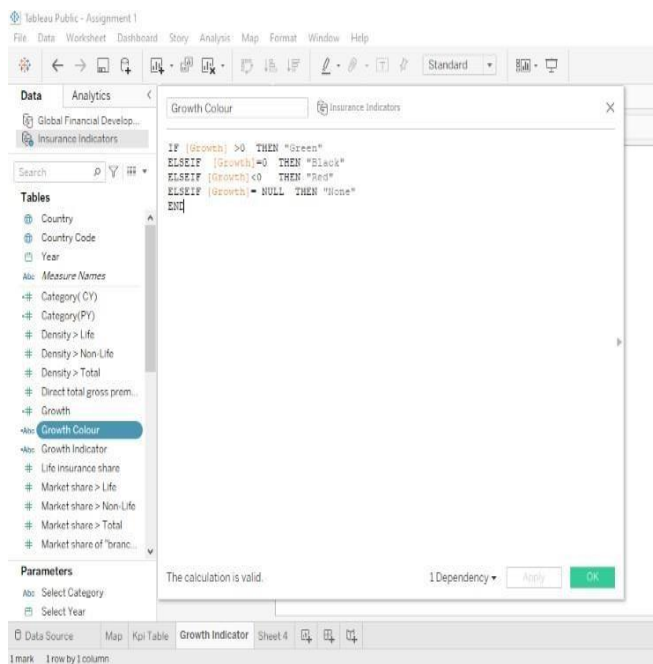 Tableau Public - Assignment 1
File Data Worksheet Dashboard Story Analysis Map Format Window Help
Standard
Data Analytics
Global Financial Develop...
Insurance Indicators
Search
Tables
Country
Country Code
Year
Abc Measure Names
Category( CY)
Category(PY)
Density > Life
Density > Non-Life
Density > Total
Direct total gross prem...
Growth
Abc Growth Colour
Abc Growth Indicator
Life insurance share
Market share > Life
Market share > Non-Life
Market share > Total
Market share of "branc...
Parameters
Abc Select Category
Select Year
Growth Colour Insurance Indicators
IF [Growth] >0 THEN "Green"
ELSEIF [Growth]=0 THEN "Black"
ELSEIF [Growth]<0 THEN "Red"
ELSEIF [Growth]= NULL THEN "None"
END
The calculation is valid. 1 Dependency Apply OK
Data Source Map Kpi Table Growth Indicator Sheet 4
1 mark 1 row by 1 column